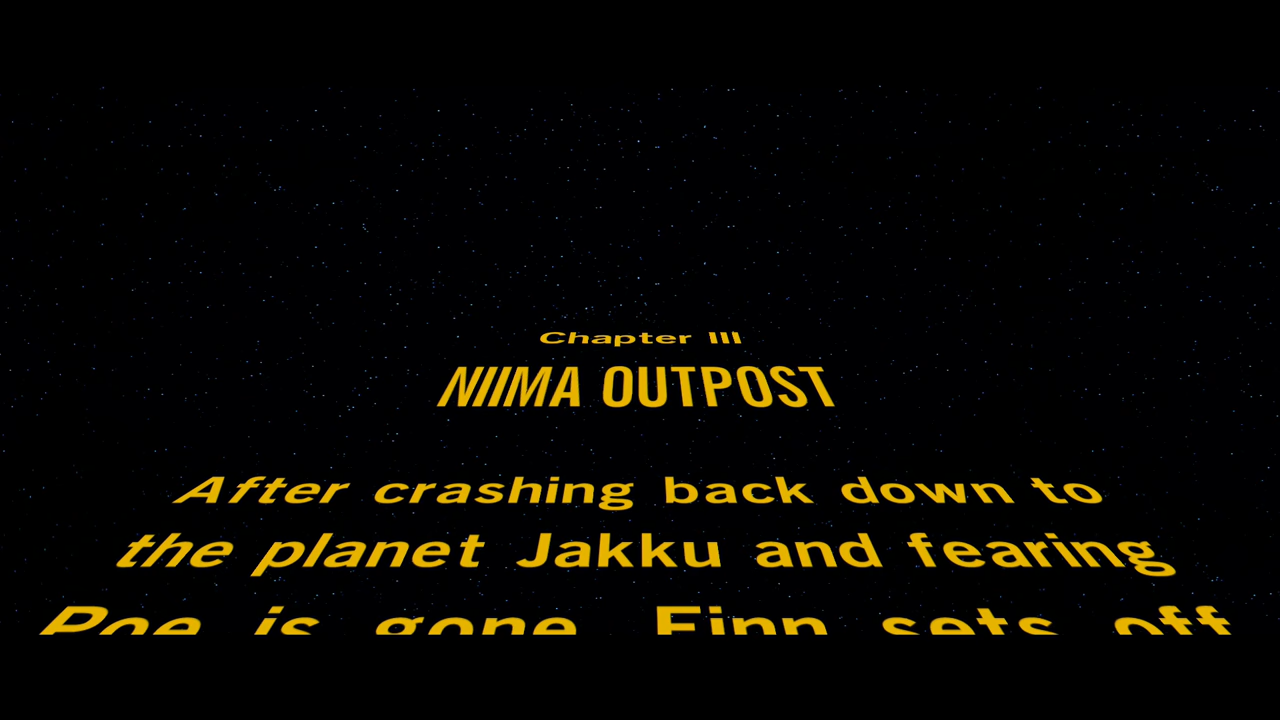 Chapter III
NIIMA OUTPOST
After crashing back down to
the planet Jakku and fearing
Poe is gone, Finn sets off